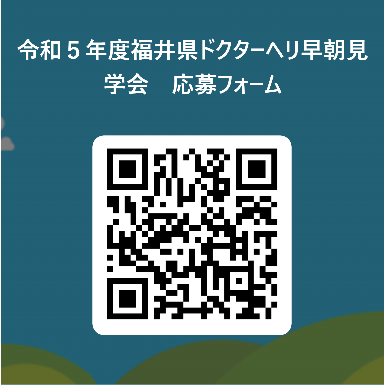 令和５年度福井県ドクターヘリ早朝見
学会　応募フォーム